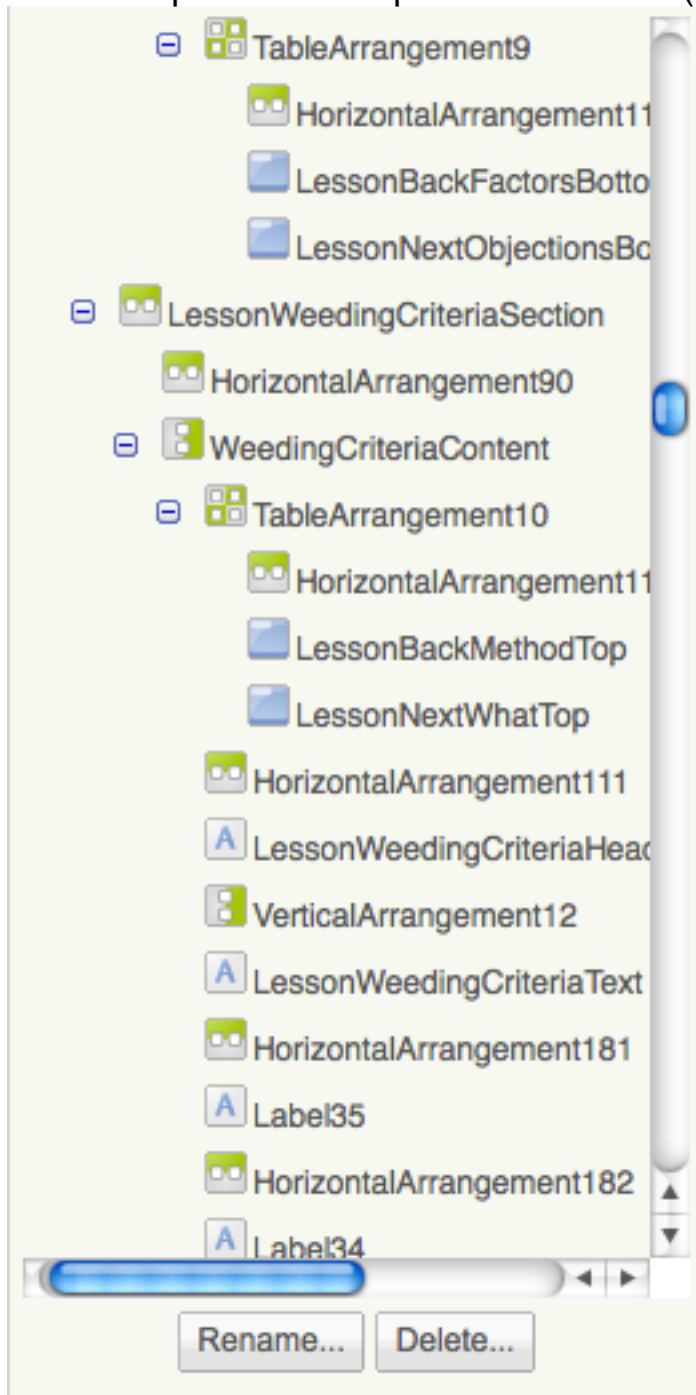 TableArrangement9
HorizontalArrangement11
LessonBackFactorsBotto
LessonNextObjectionsBo
LessonWeedingCriteriaSection
HorizontalArrangement90
WeedingCriteriaContent
TableArrangement10
HorizontalArrangement11
LessonBackMethodTop
LessonNextWhatTop
HorizontalArrangement111
A LessonWeedingCriteriaHead
VerticalArrangement12
A LessonWeedingCriteriaText
HorizontalArrangement181
A Label35
HorizontalArrangement182
A Label34
Rename... Delete...